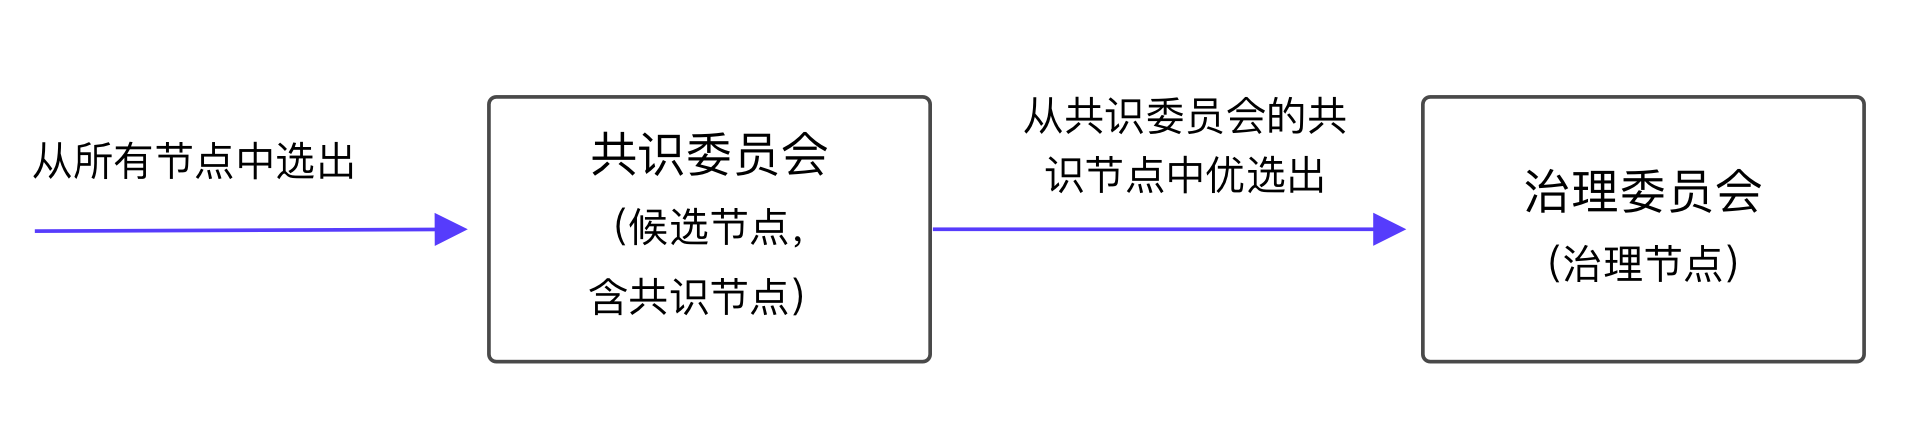 从所有节点中选出
共识委员会
(候选节点,
含共识节点)
从共识委员会的共
识节点中优选出
治理委员会
(治理节点)